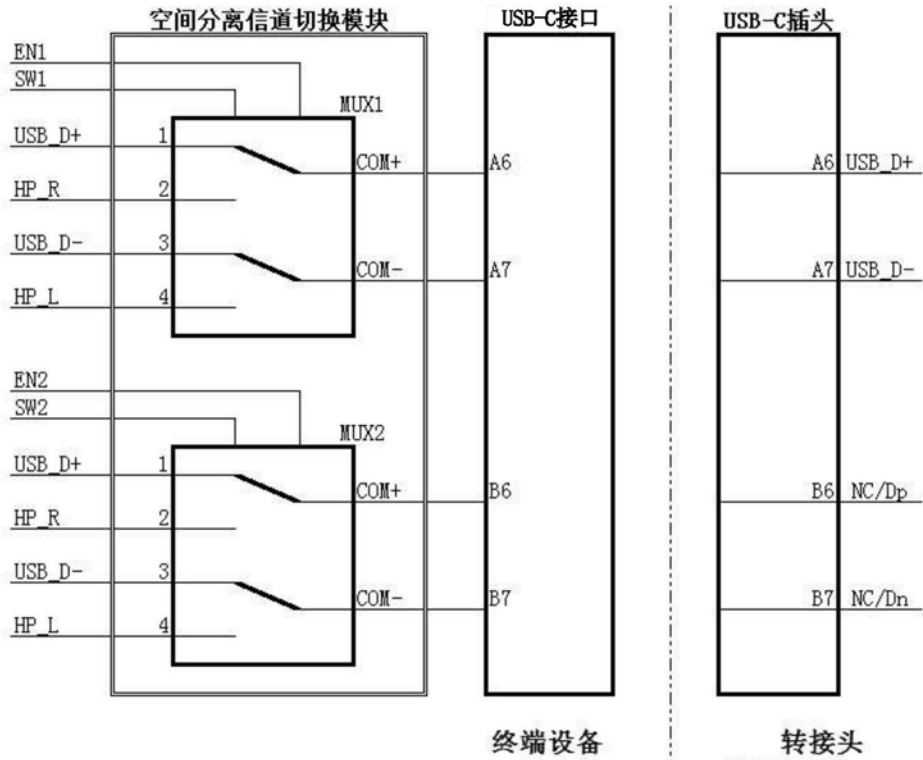 空间分离信道切换模块
USB-C接口
USB-C插头
EN1
SW1
MUX1
USB_D+ 1
COM+ A6
A6 USB_D+
HP_R 2
USB_D- 3
COM- A7
A7 USB_D-
HP_L 4
EN2
SW2
MUX2
USB_D+ 1
COM+ B6
B6 NC/Dp
HP_R 2
USB_D- 3
COM- B7
B7 NC/Dn
HP_L 4
终端设备
转接头